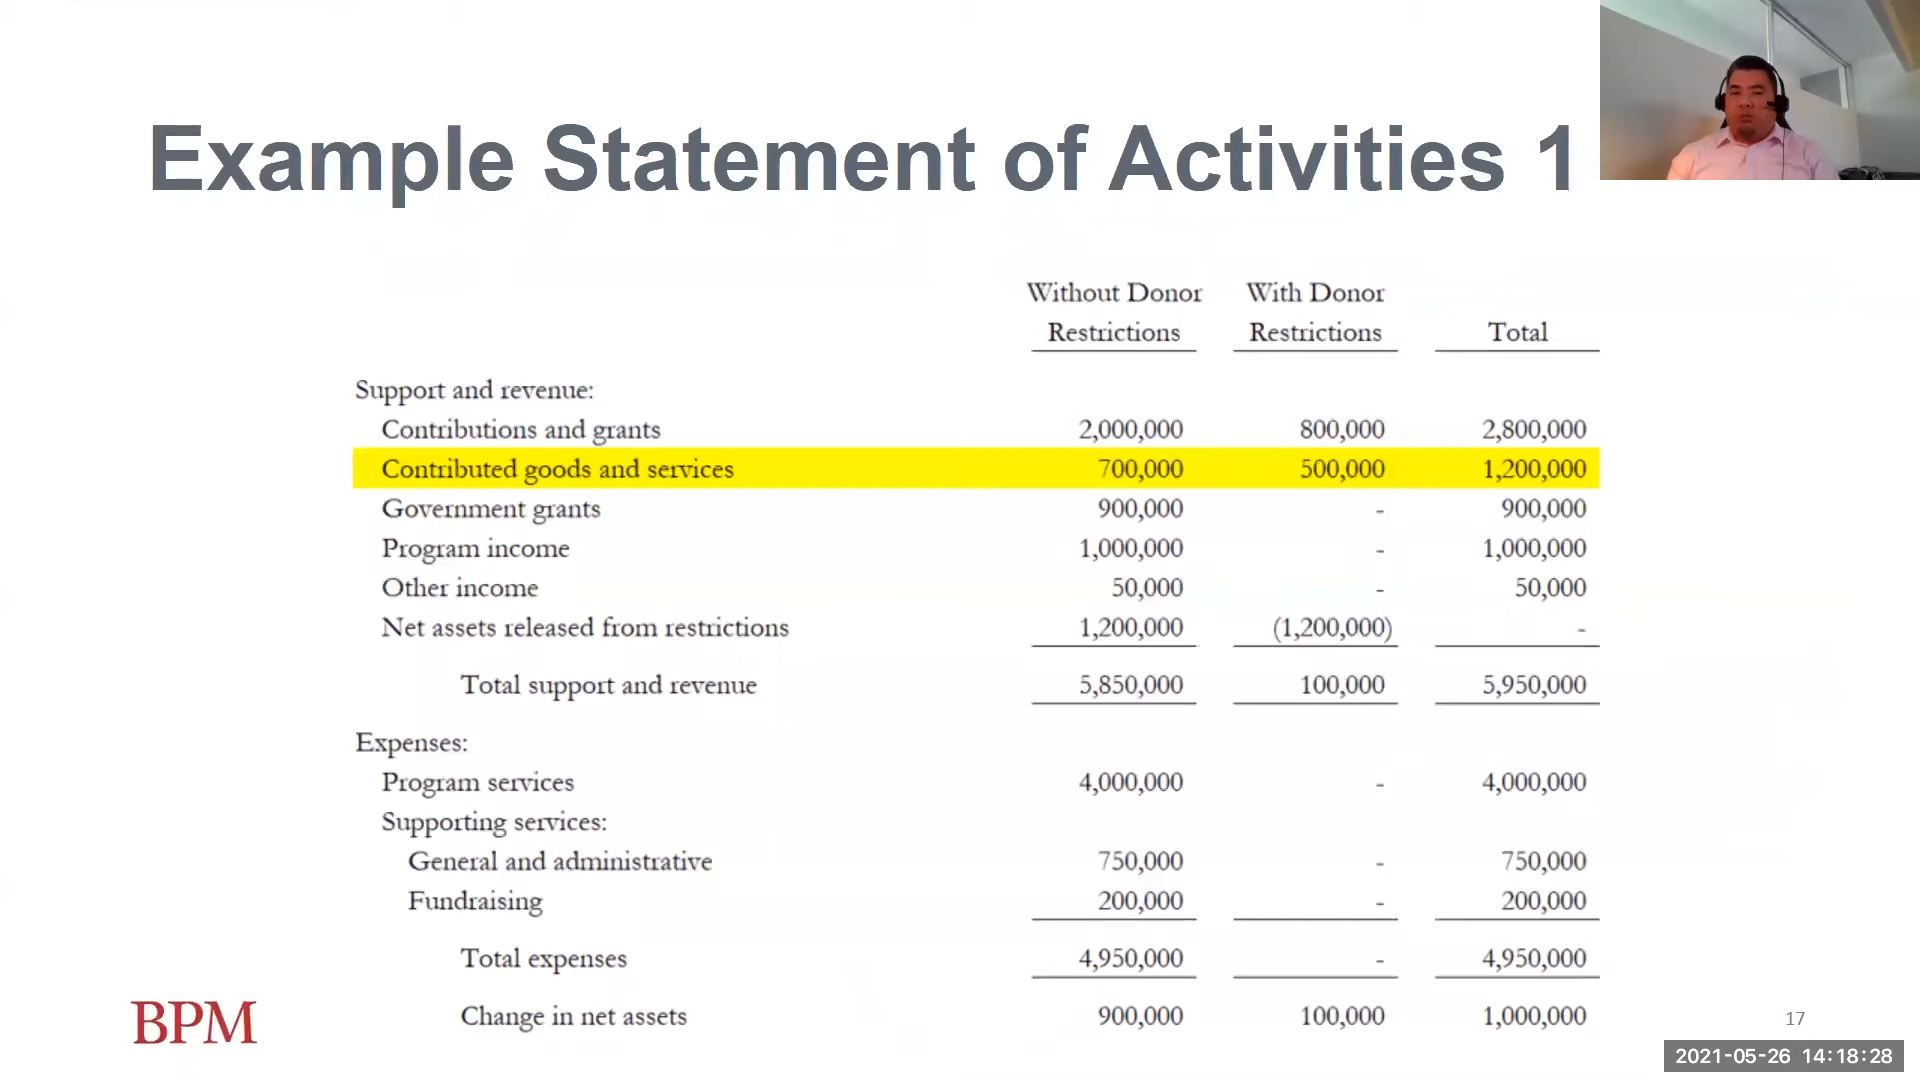 Example Statement of Activities 1
Without Donor With Donor
Restrictions Restrictions Total
Support and revenue:
Contributions and grants 2,000,000 800,000 2,800,000
Contributed goods and services 700,000 500,000 1,200,000
Government grants 900,000 - 900,000
Program income 1,000,000 - 1,000,000
Other income 50,000 - 50,000
Net assets released from restrictions 1,200,000 (1,200,000) -
Total support and revenue 5,850,000 100,000 5,950,000
Expenses:
Program services 4,000,000 - 4,000,000
Supporting services:
General and administrative 750,000 - 750,000
Fundraising 200,000 - 200,000
Total expenses 4,950,000 - 4,950,000
Change in net assets 900,000 100,000 1,000,000
BPM
17
2021-05-26 14:18:28